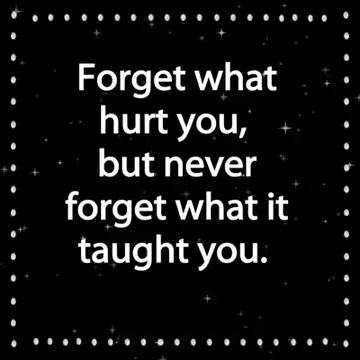 Forget what
hurt you,
but never
forget what it
taught you.